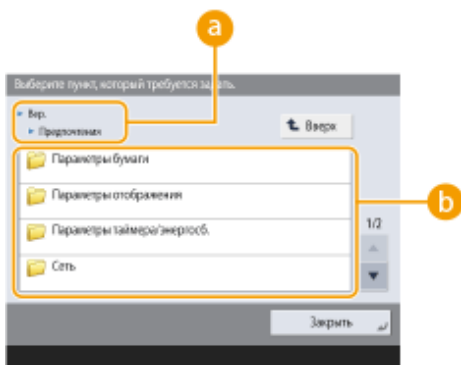 a
Выберите пункт, который требуется задать.
Вер.
Предпочтения
Вверх
Параметры бумаги
Параметры отображения
b
Параметры таймера/энергосб.
1/2
Сеть
Закрыть